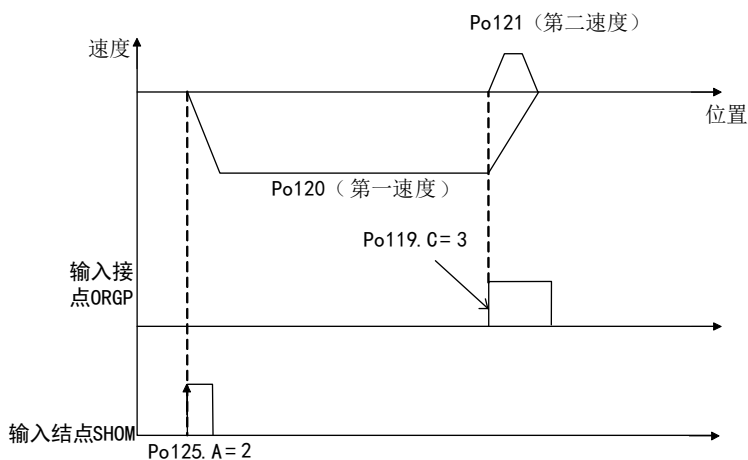 Po121（第二速度）
速度
位置
Po120（第一速度）
Po119.C=3
输入接
点ORGP
输入结点SHOM
Po125.A=2